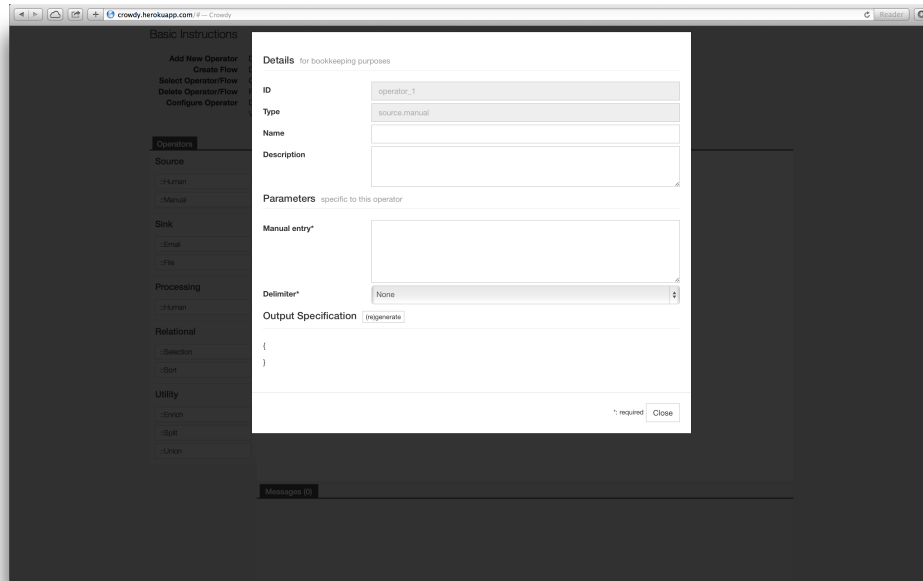 crowdy.herokuapp.com/# — Crowdy
Reader
Basic Instructions
Add New Operator
Create Flow
Select Operator/Flow
Delete Operator/Flow
Configure Operator
Operators
Source
::Human
::Manual
Sink
::Email
::File
Processing
::Human
Relational
::Selection
::Sort
Utility
::Enrich
::Split
::Union
Details for bookkeeping purposes
ID operator_1
Type source.manual
Name
Description
Parameters specific to this operator
Manual entry*
Delimiter* None
Output Specification (re)generate
{
}
*: required Close
Messages (0)